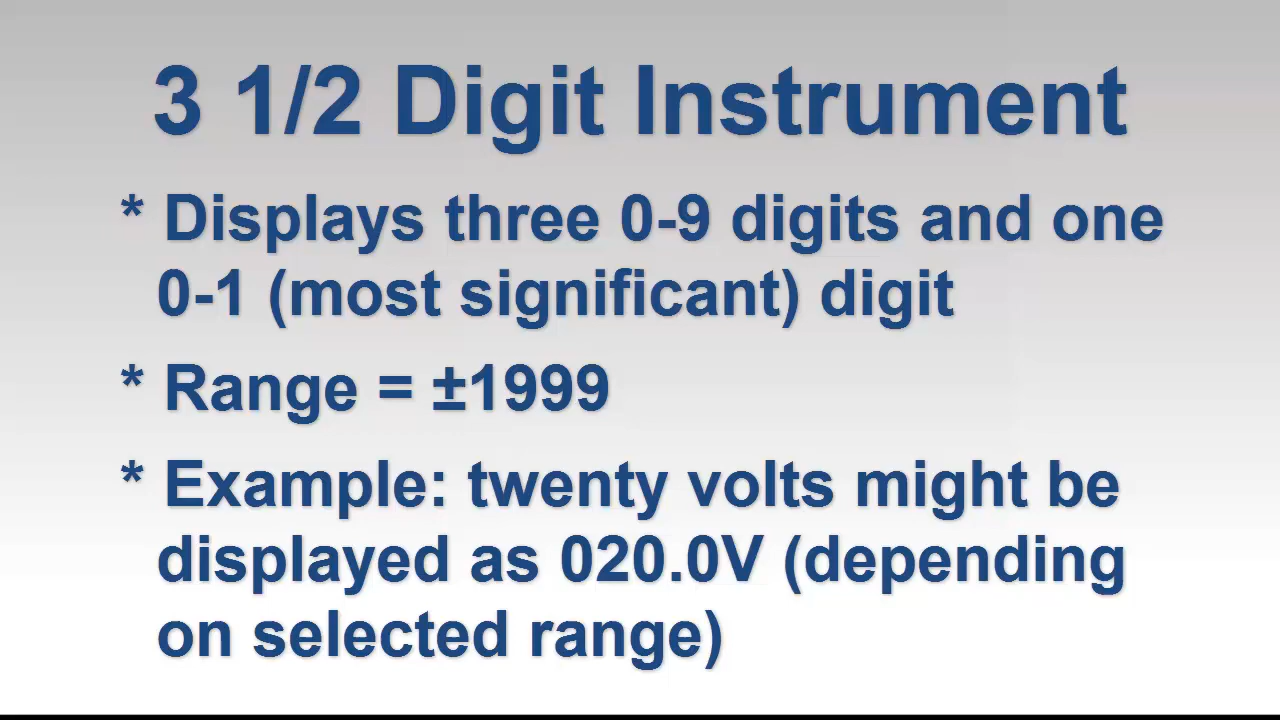 3 1/2 Digit Instrument
* Displays three 0-9 digits and one
0-1 (most significant) digit
* Range = ±1999
* Example: twenty volts might be
displayed as 020.0V (depending
on selected range)